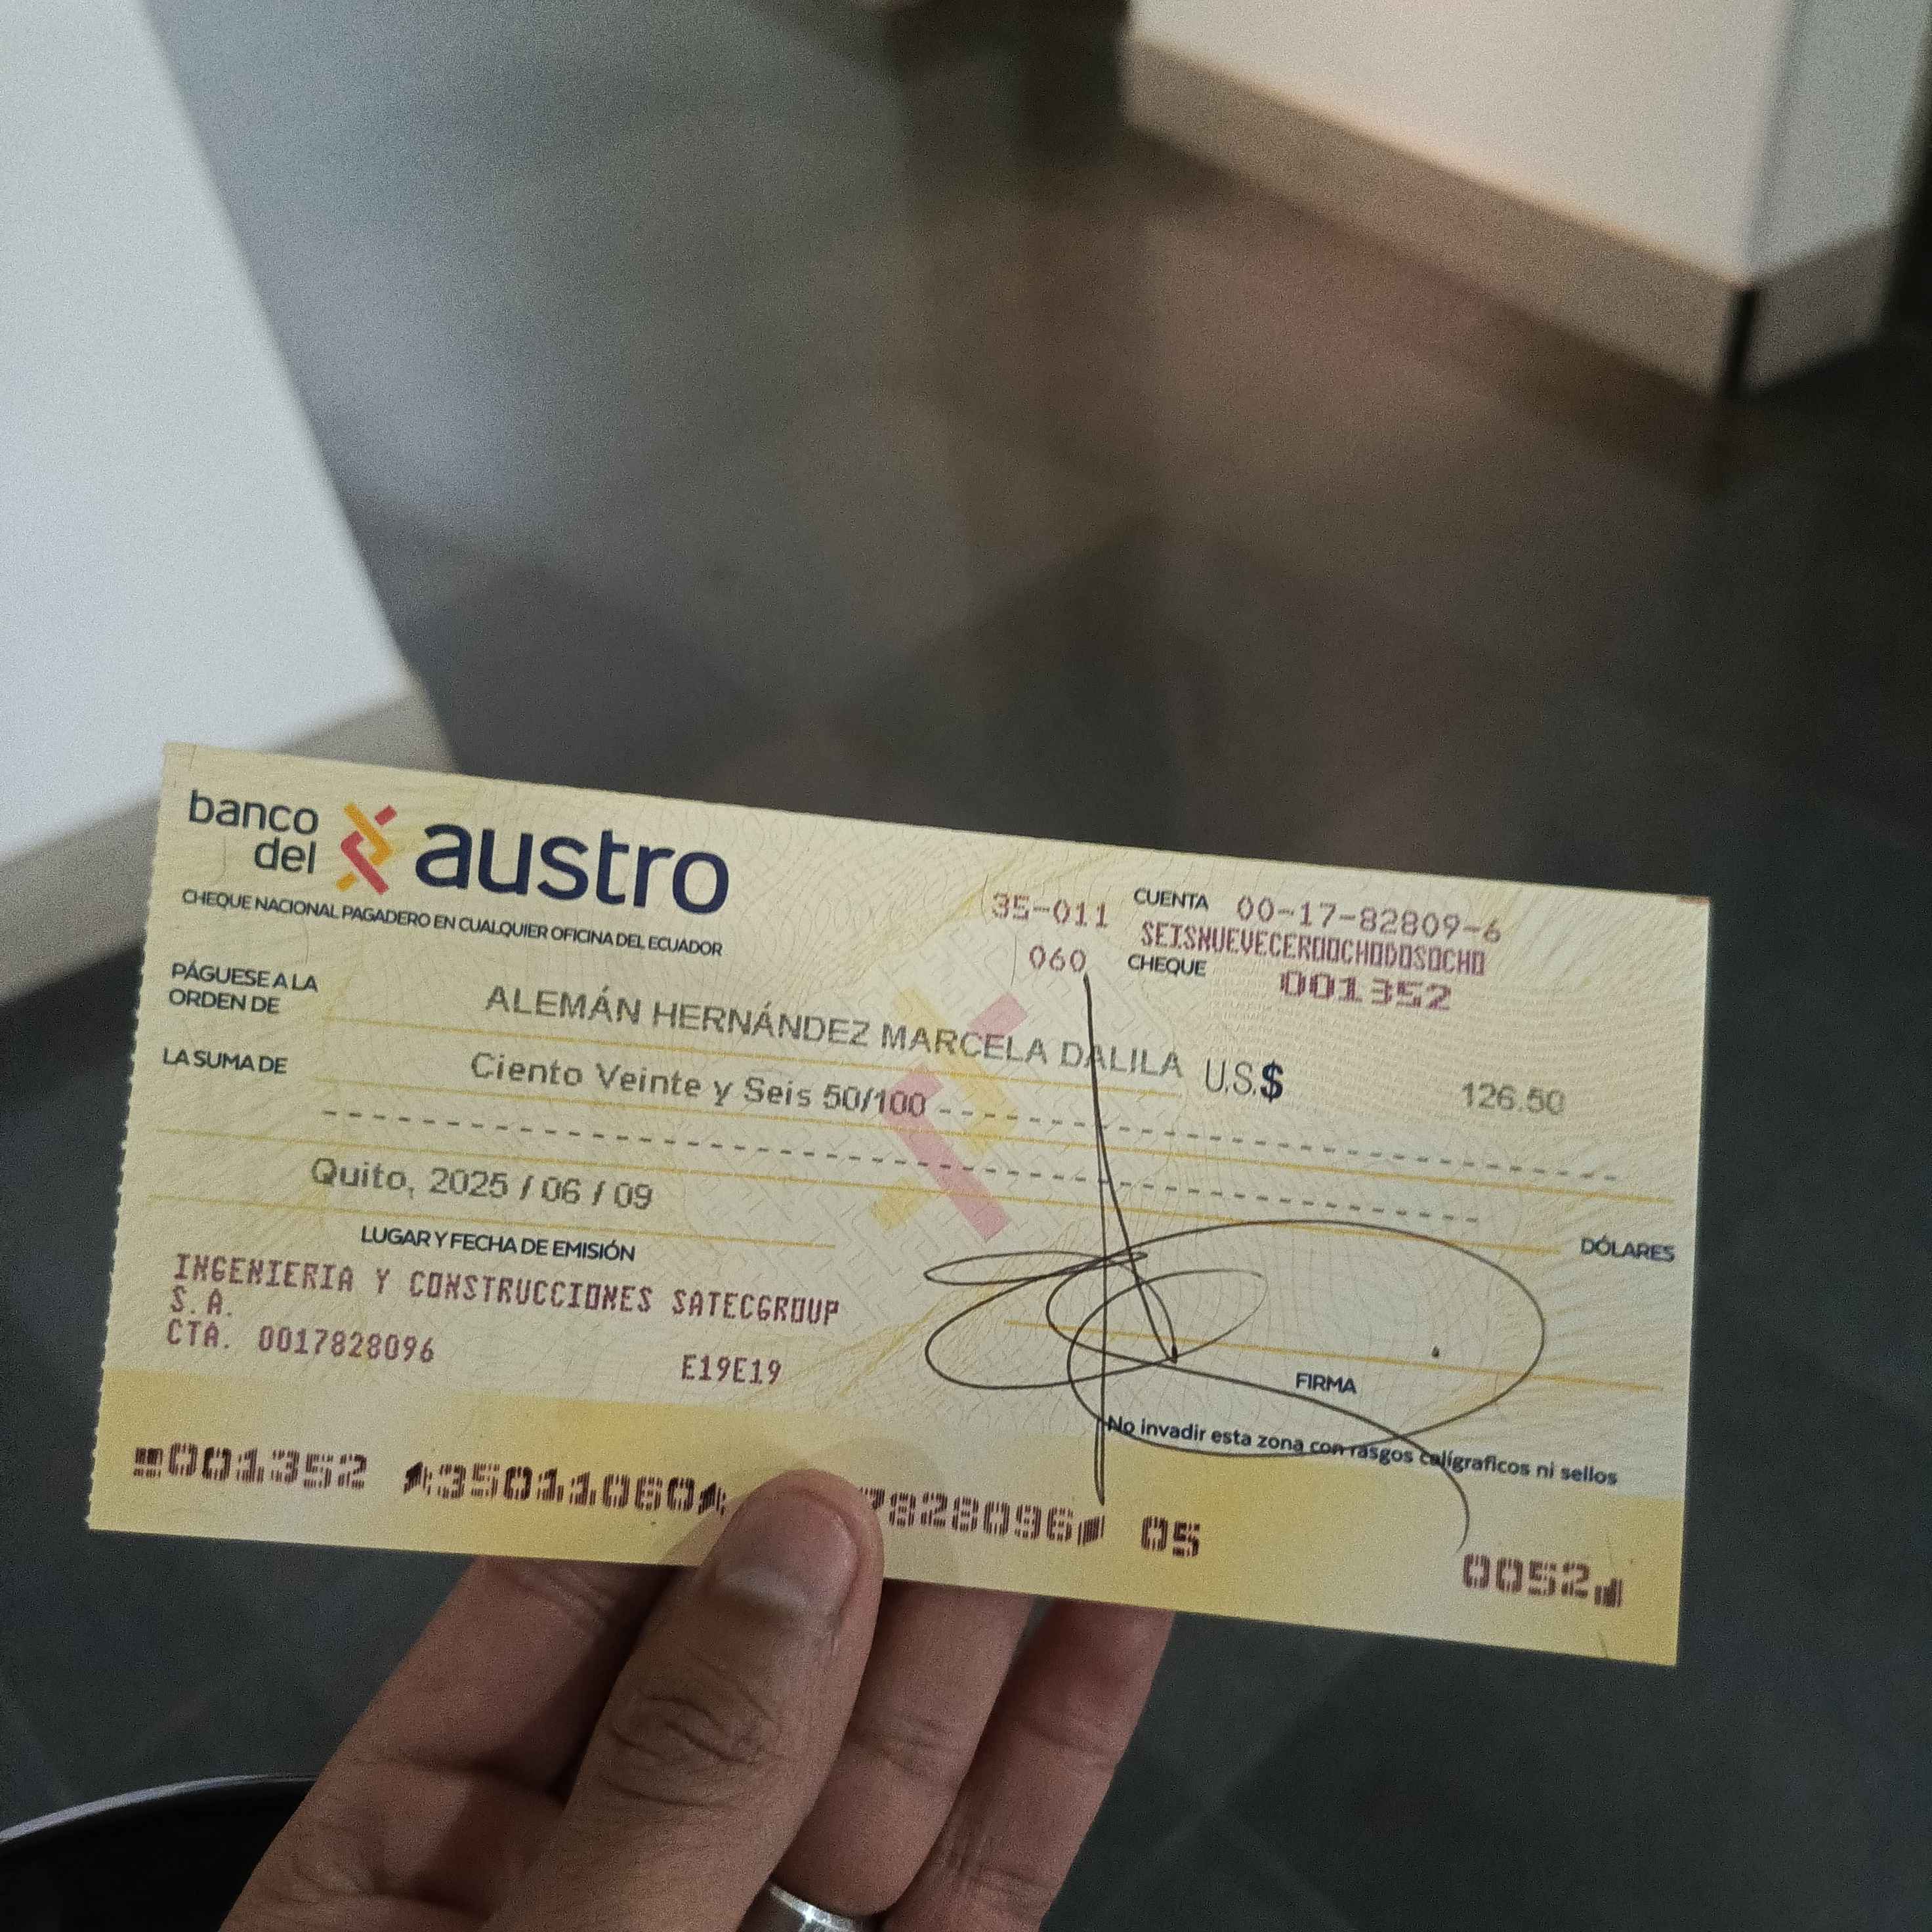 banco del austro
CHEQUE NACIONAL PAGADERO EN CUALQUIER OFICINA DEL ECUADOR
35-011 CUENTA 00-17-82809-6
SEISNUEVECEROOCHODOSOCHO
060 CHEQUE 001352
PÁGUESE A LA ORDEN DE ALEMÁN HERNÁNDEZ MARCELA DALILA U.S.$ 126.50
LA SUMA DE Ciento Veinte y Seis 50/100 - - - - - - - - - - - - - - - - - - - - - - - - - - - - - - - - - - -
DÓLARES
Quito, 2025 / 06 / 09
LUGAR Y FECHA DE EMISIÓN
INGENIERIA Y CONSTRUCCIONES SATECGROUP
S.A.
CTA. 0017828096 E19E19
FIRMA
No invadir esta zona con rasgos calígraficos ni sellos
001352 35011060 7828096 05 0052